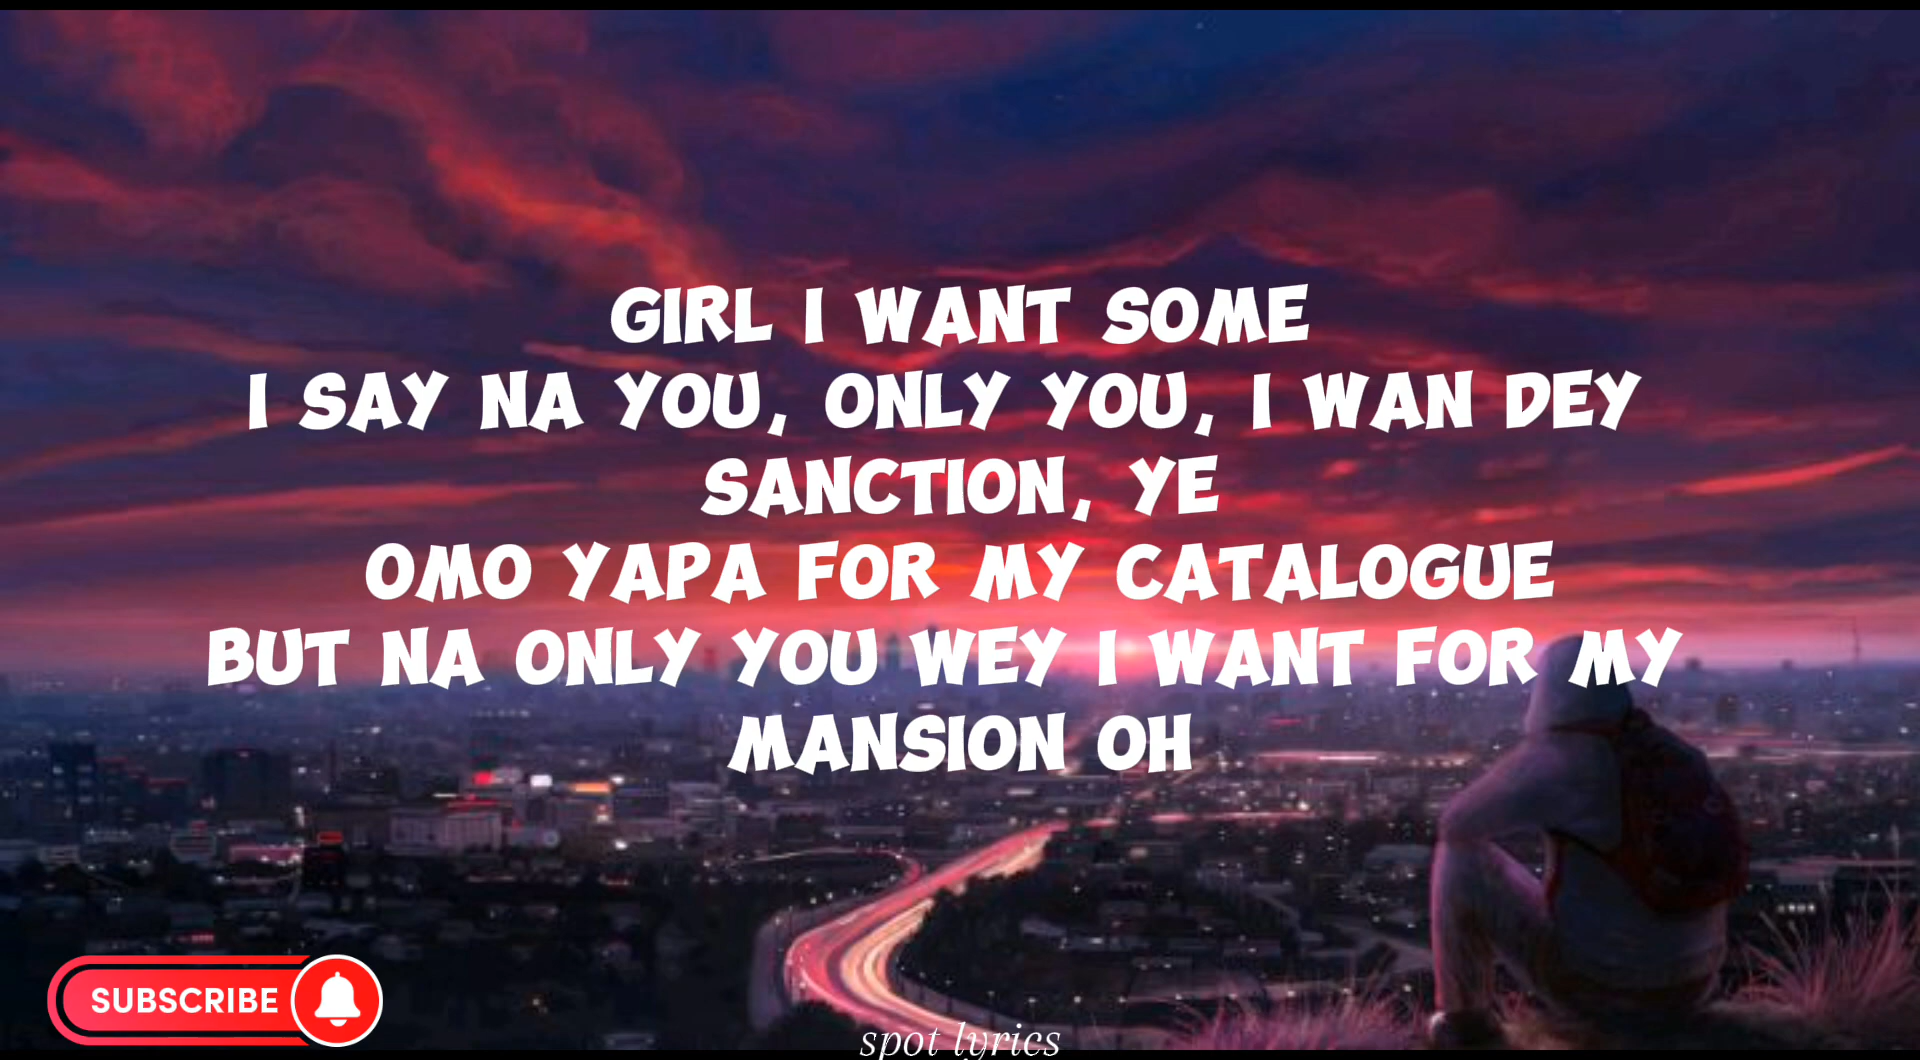 GIRL I WANT SOME
I SAY NA YOU, ONLY YOU, I WAN DEY
SANCTION, YE
OMO YAPA FOR MY CATALOGUE
BUT NA ONLY YOU WEY I WANT FOR MY
MANSION OH
SUBSCRIBE
spot lyrics